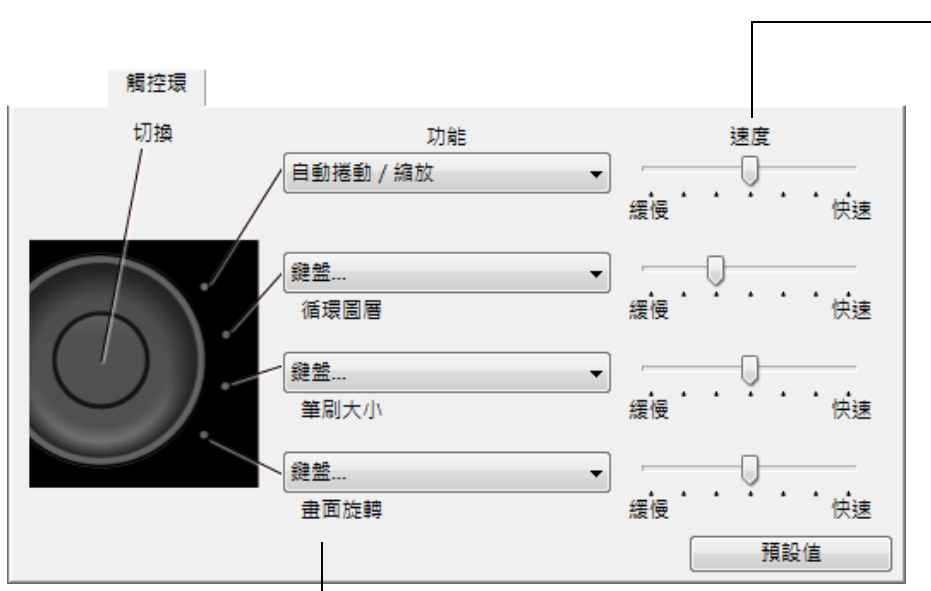 觸控環
切換 功能 速度
自動捲動 / 縮放
緩慢 快速
鍵盤...
循環圖層
緩慢 快速
鍵盤...
筆刷大小
緩慢 快速
鍵盤...
畫面旋轉
緩慢 快速
預設值